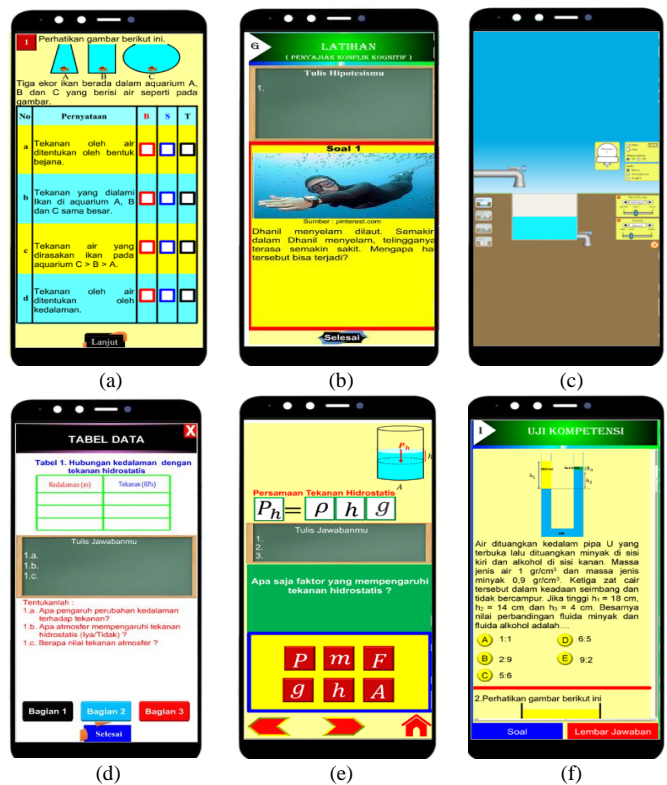 1
Perhatikan gambar berikut ini.
A B C
Tiga ekor ikan berada dalam aquarium A,
B dan C yang berisi air seperti pada
gambar.
No Pernyataan B S T
a Tekanan oleh air
ditentukan oleh bentuk
bejana.
b Tekanan yang dialami
Ikan di aquarium A, B
dan C sama besar.
c Tekanan air yang
dirasakan ikan pada
aquarium C > B > A.
d Tekanan oleh air
ditentukan oleh
kedalaman.
Lanjut
(a)
G
LATIHAN
( PENYAJIAN KONFLIK KOGNITIF )
Tulis Hipotesismu
1.
Soal 1
Sumber : pinterest.com
Dhanil menyelam dilaut. Semakin
dalam Dhanil menyelam, telinganya
terasa semakin sakit. Mengapa ha
tersebut bisa terjadi?
Selesai
(b)
(c)
TABEL DATA
X
Tabel 1. Hubungan kedalaman dengan
tekanan hidrostatis
Kedalaman (m) Tekanan (KPa)
Tulis Jawabanmu
1.a.
1.b.
1.c.
Tentukanlah :
1.a. Apa pengaruh perubahan kedalaman
terhadap tekanan?
1.b. Apa atmosfer mempengaruhi tekanan
hidrostatis (Iya/Tidak) ?
1.c. Berapa nilai tekanan atmosfer ?
Bagian 1 Bagian 2 Bagian 3
Selesai
(d)
P_h
h
A
Persamaan Tekanan Hidrostatis
P_h = ρ h g
Tulis Jawabanmu
1.
2.
3.
Apa saja faktor yang mempengaruhi
tekanan hidrostatis ?
P m F
g h A
(e)
I
UJI KOMPETENSI
h₁ h₃
h₂
Air dituangkan kedalam pipa U yang
terbuka lalu dituangkan minyak di sisi
kiri dan alkohol di sisi kanan. Massa
jenis air 1 gr/cm³ dan massa jenis
minyak 0,9 gr/cm³. Ketiga zat cair
tersebut dalam keadaan seimbang dan
tidak bercampur. Jika tinggi h₁ = 18 cm,
h₂ = 14 cm dan h₃ = 4 cm. Besarnya
nilai perbandingan fluida minyak dan
fluida alkohol adalah....
A 1:1 D 6:5
B 2:9 E 9:2
C 5:6
2.Perhatikan gambar berikut ini
Soal Lembar Jawaban
(f)